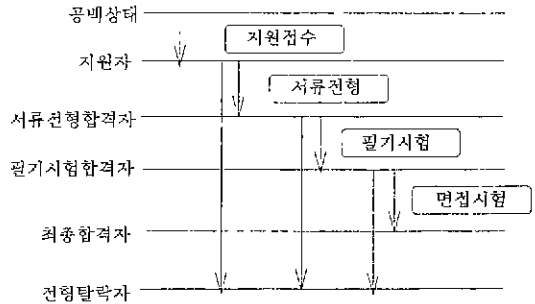 공백상태
지원접수
지원자
서류전형
서류전형합격자
필기시험
필기시험합격자
면접시험
최종합격자
전형탈락자